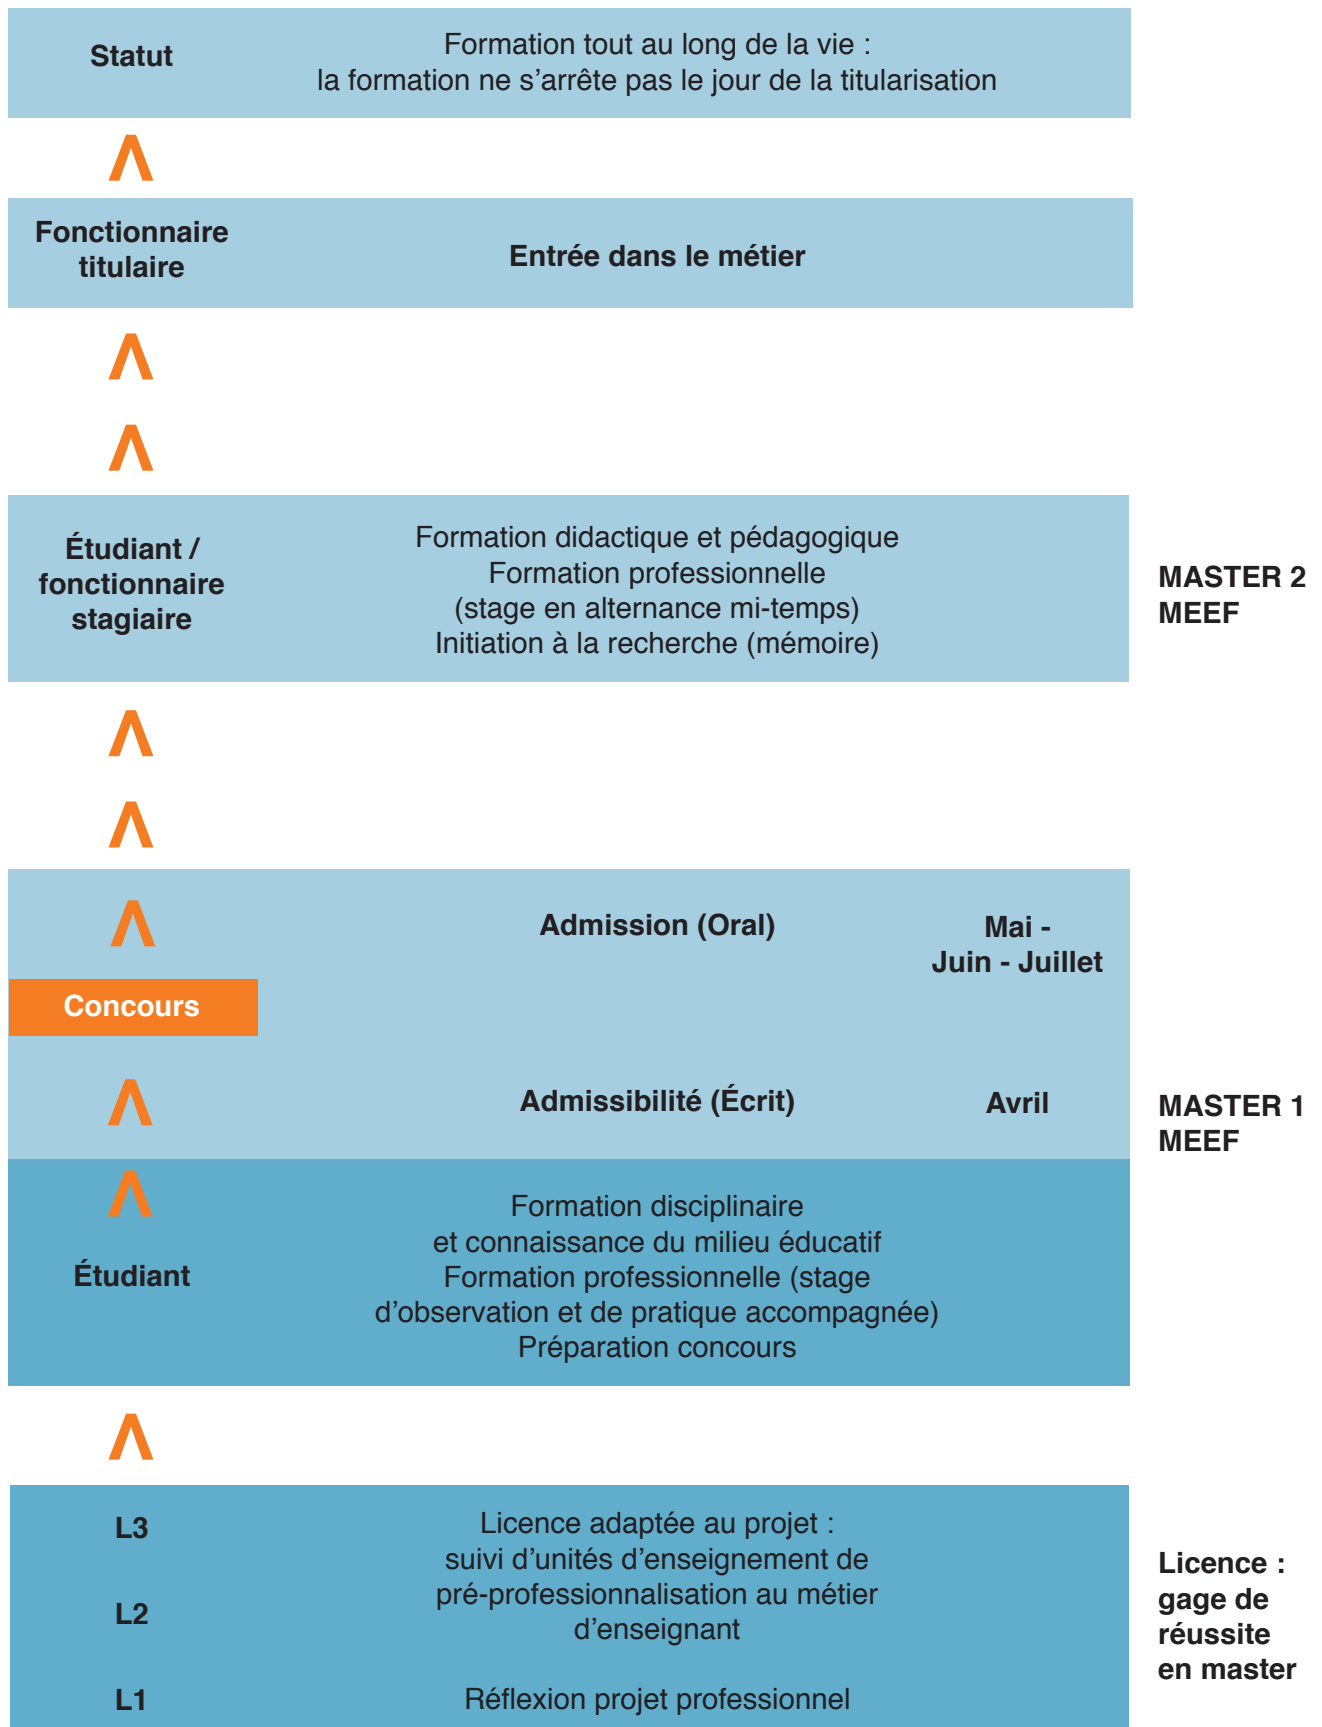 Statut
Formation tout au long de la vie :
la formation ne s’arrête pas le jour de la titularisation
Fonctionnaire
titulaire
Entrée dans le métier
Étudiant /
fonctionnaire
stagiaire
Formation didactique et pédagogique
Formation professionnelle
(stage en alternance mi-temps)
Initiation à la recherche (mémoire)
MASTER 2
MEEF
Admission (Oral)
Mai -
Juin - Juillet
Concours
Admissibilité (Écrit)
Avril
MASTER 1
MEEF
Étudiant
Formation disciplinaire
et connaissance du milieu éducatif
Formation professionnelle (stage
d’observation et de pratique accompagnée)
Préparation concours
L3
Licence adaptée au projet :
suivi d’unités d’enseignement de
pré-professionnalisation au métier
d’enseignant
L2
L1
Réflexion projet professionnel
Licence :
gage de
réussite
en master